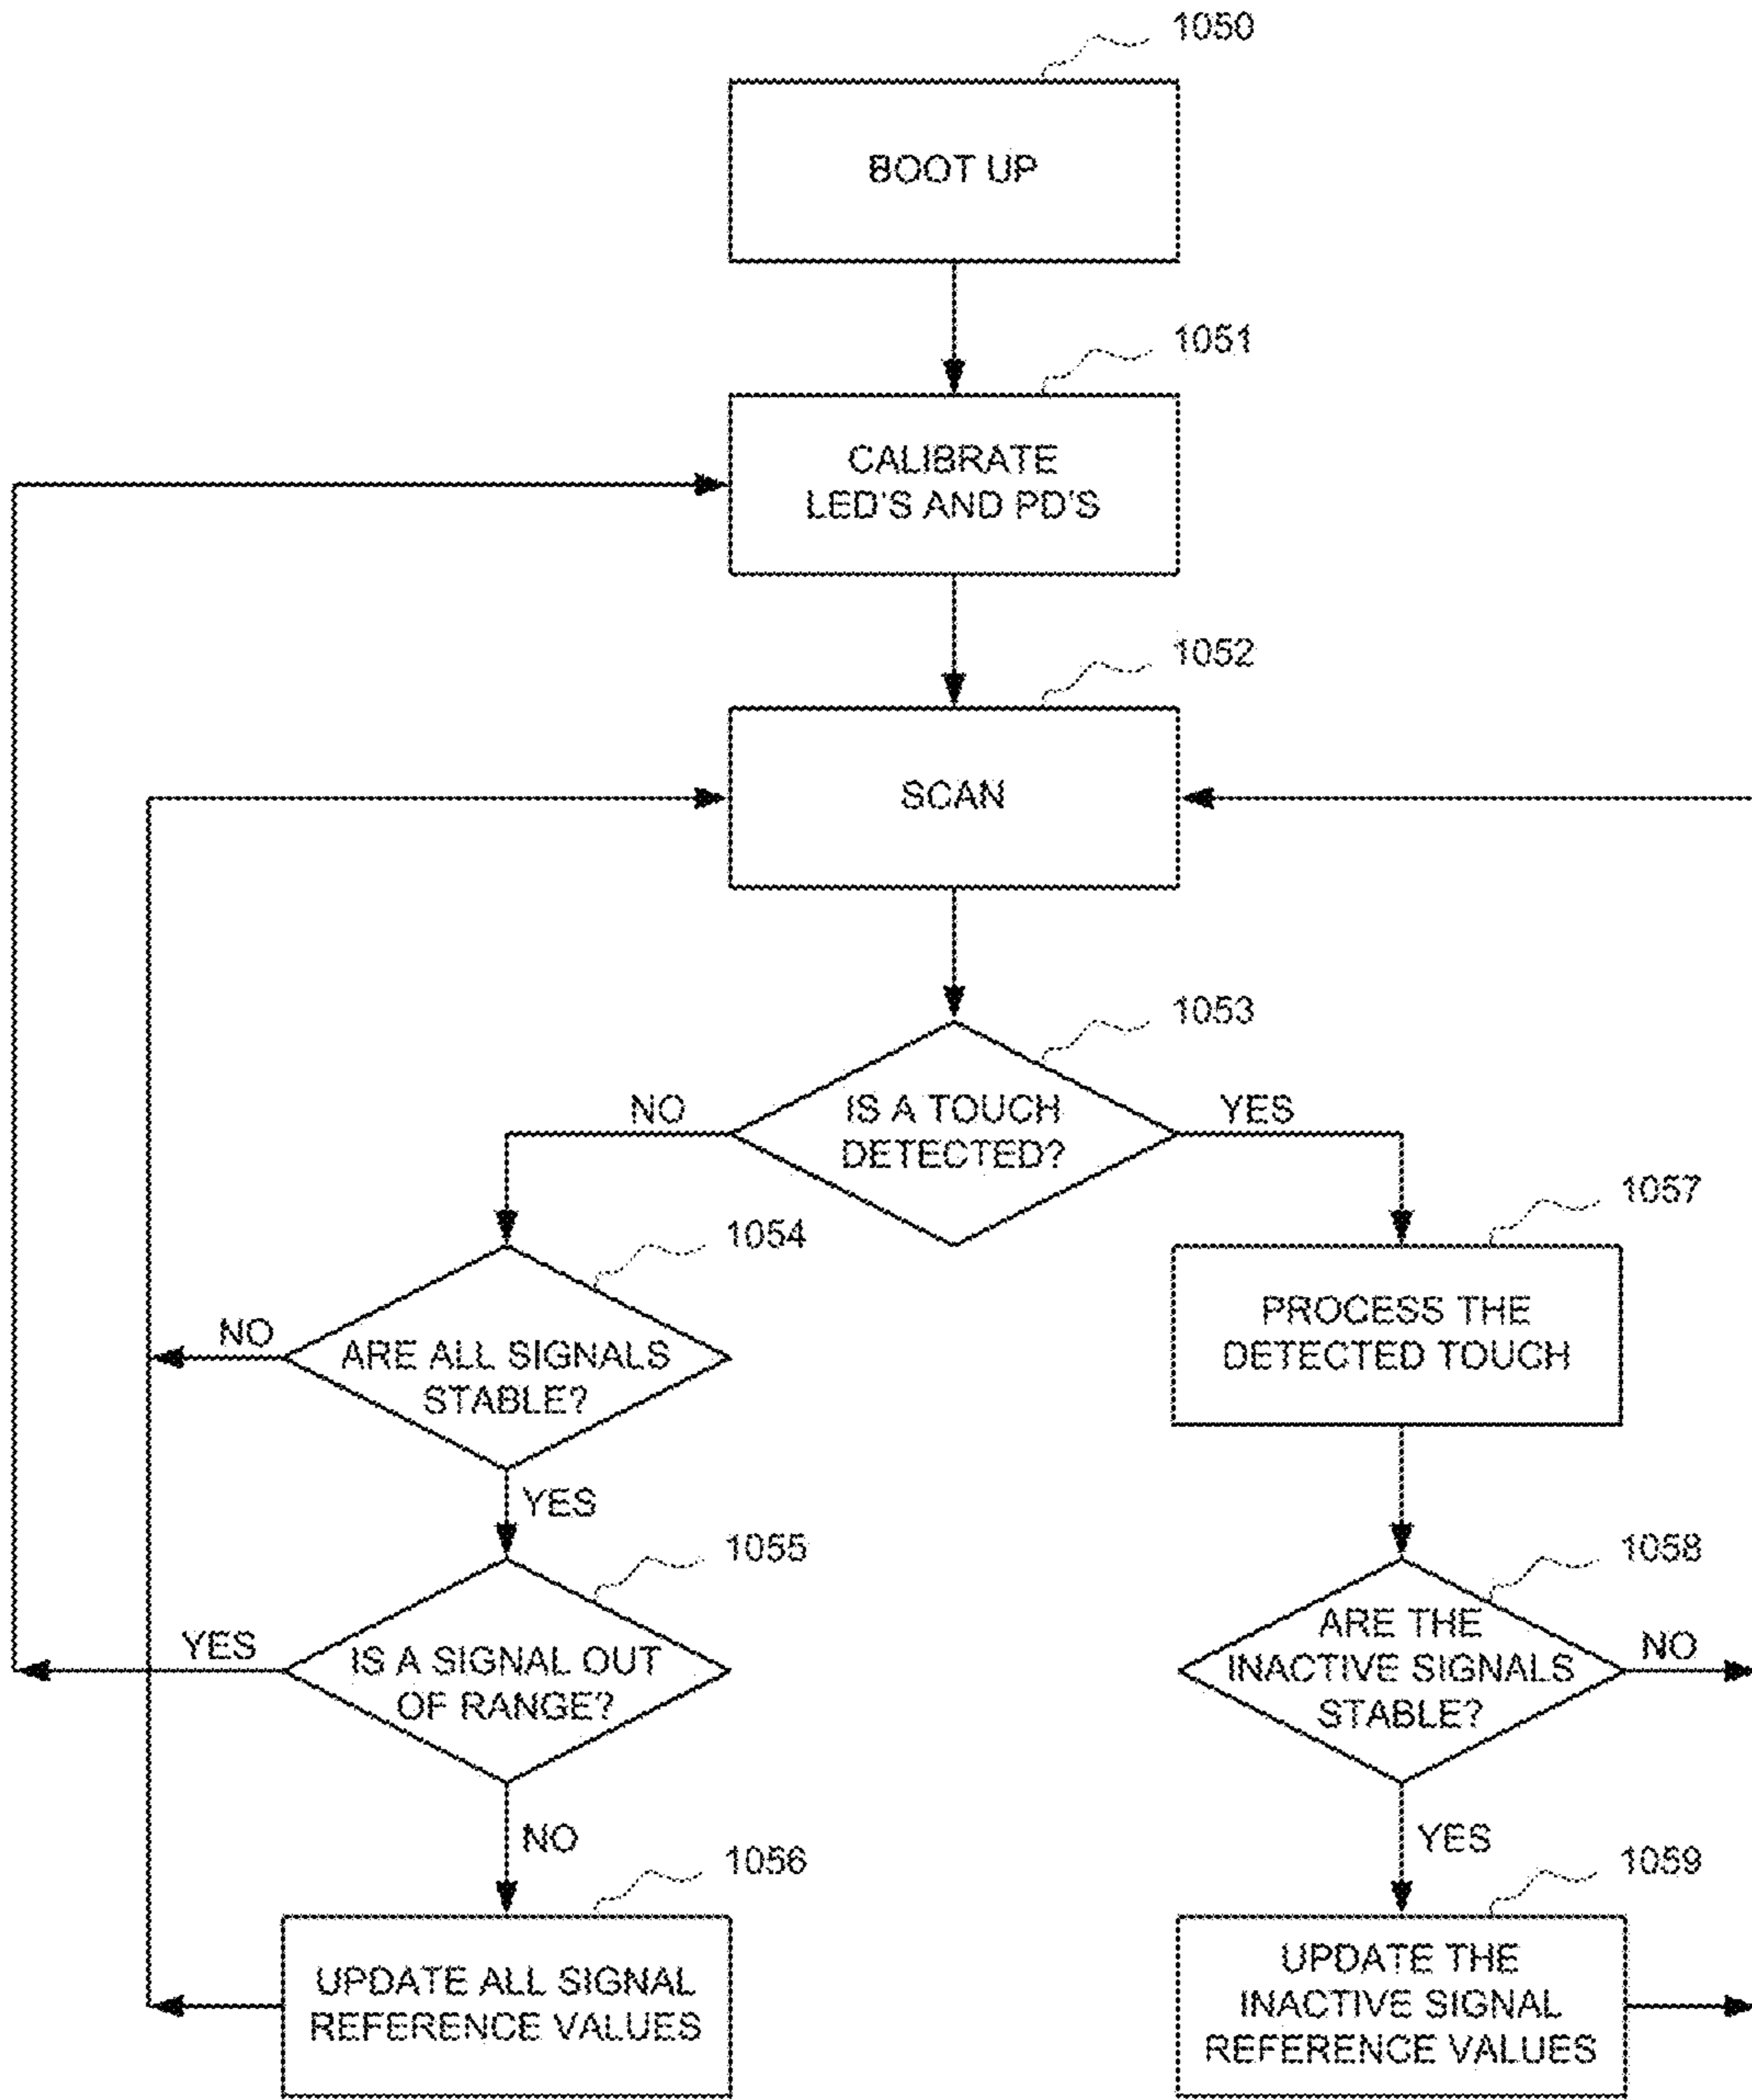 1050
BOOT UP
1051
CALIBRATE
LED'S AND PD'S
1052
SCAN
1053
IS A TOUCH
DETECTED?
NO
YES
1054
ARE ALL SIGNALS
STABLE?
NO
YES
1057
PROCESS THE
DETECTED TOUCH
1055
IS A SIGNAL OUT
OF RANGE?
YES
NO
1058
ARE THE
INACTIVE SIGNALS
STABLE?
NO
YES
1056
UPDATE ALL SIGNAL
REFERENCE VALUES
1059
UPDATE THE
INACTIVE SIGNAL
REFERENCE VALUES